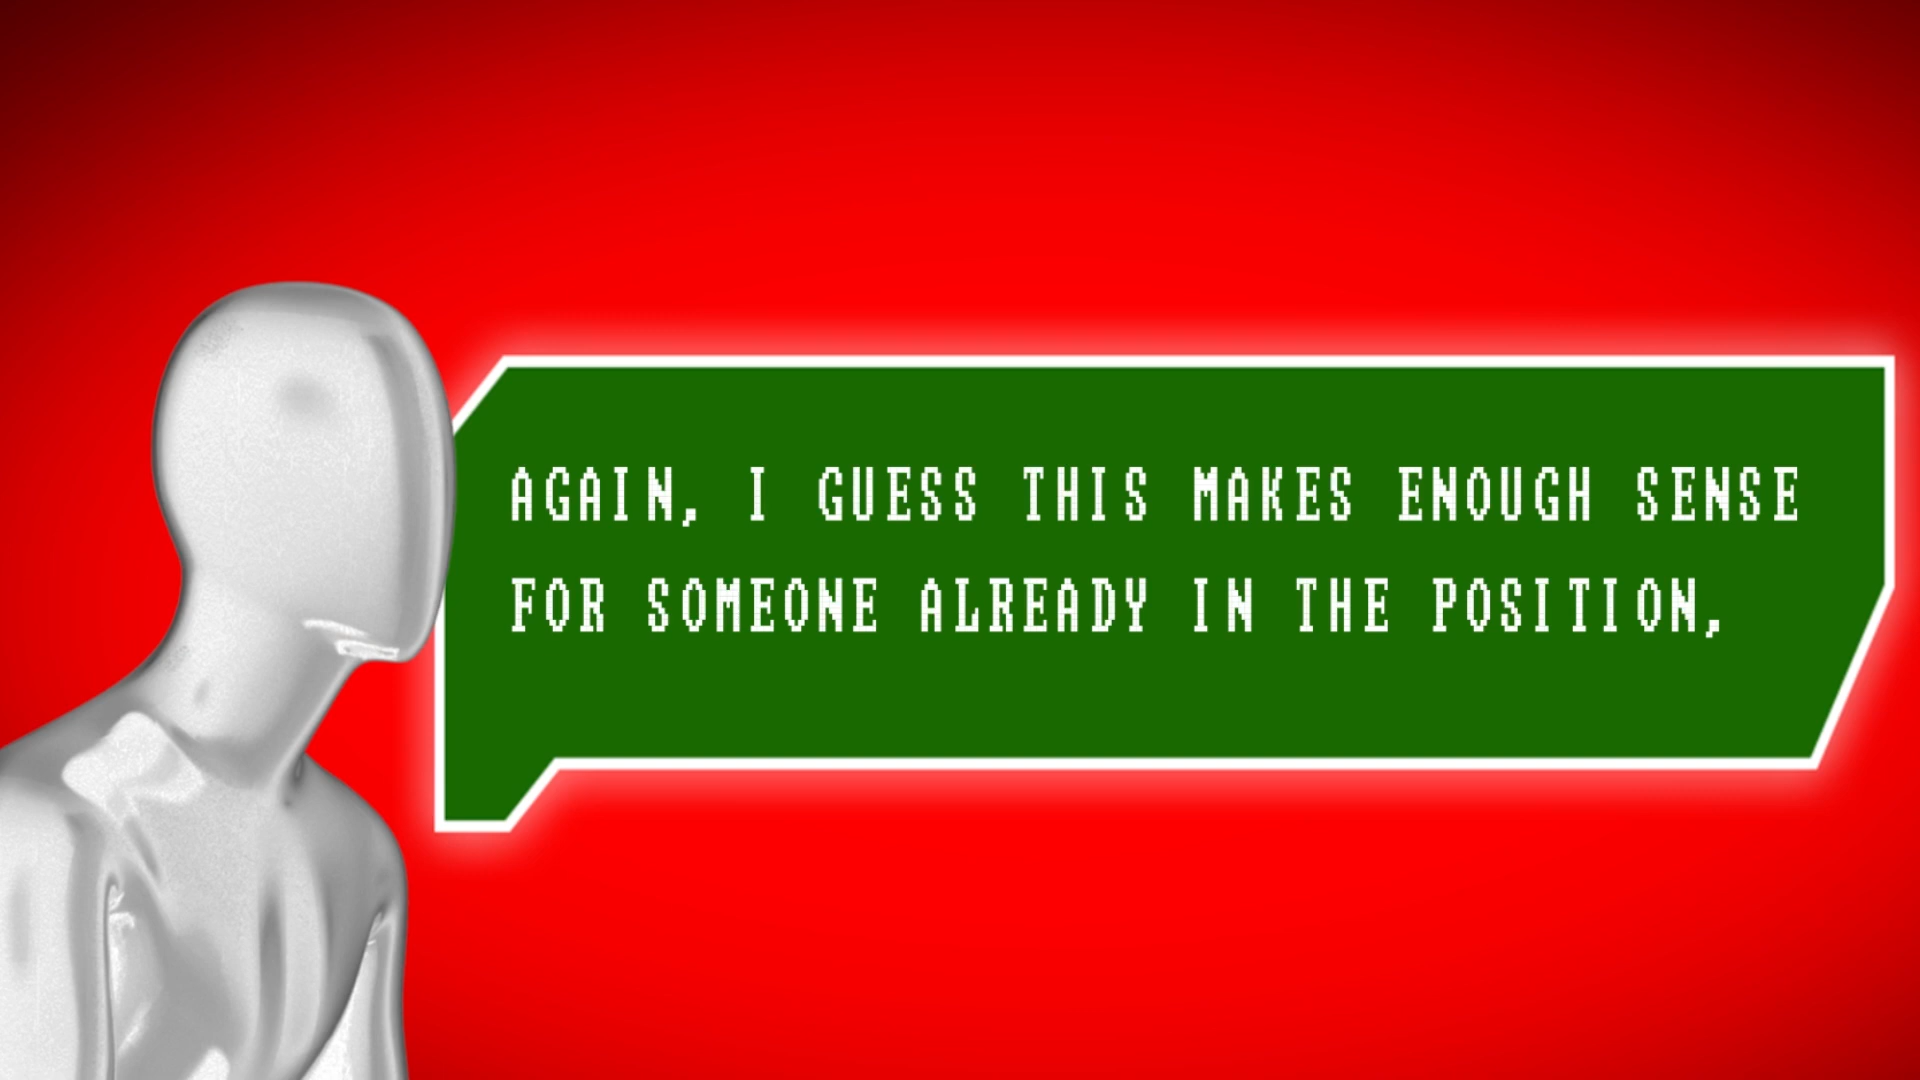 AGAIN, I GUESS THIS MAKES ENOUGH SENSE
FOR SOMEONE ALREADY IN THE POSITION,